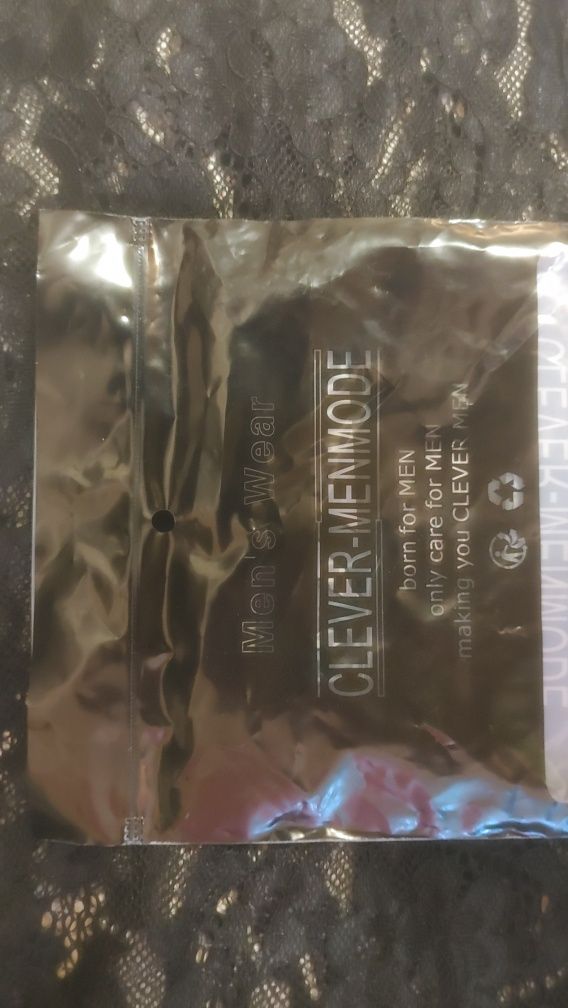 Men's Wear
CLEVER-MENMODE
born for MEN
only care for MEN
making you CLEVER MEN
CLEVER-MENMODE